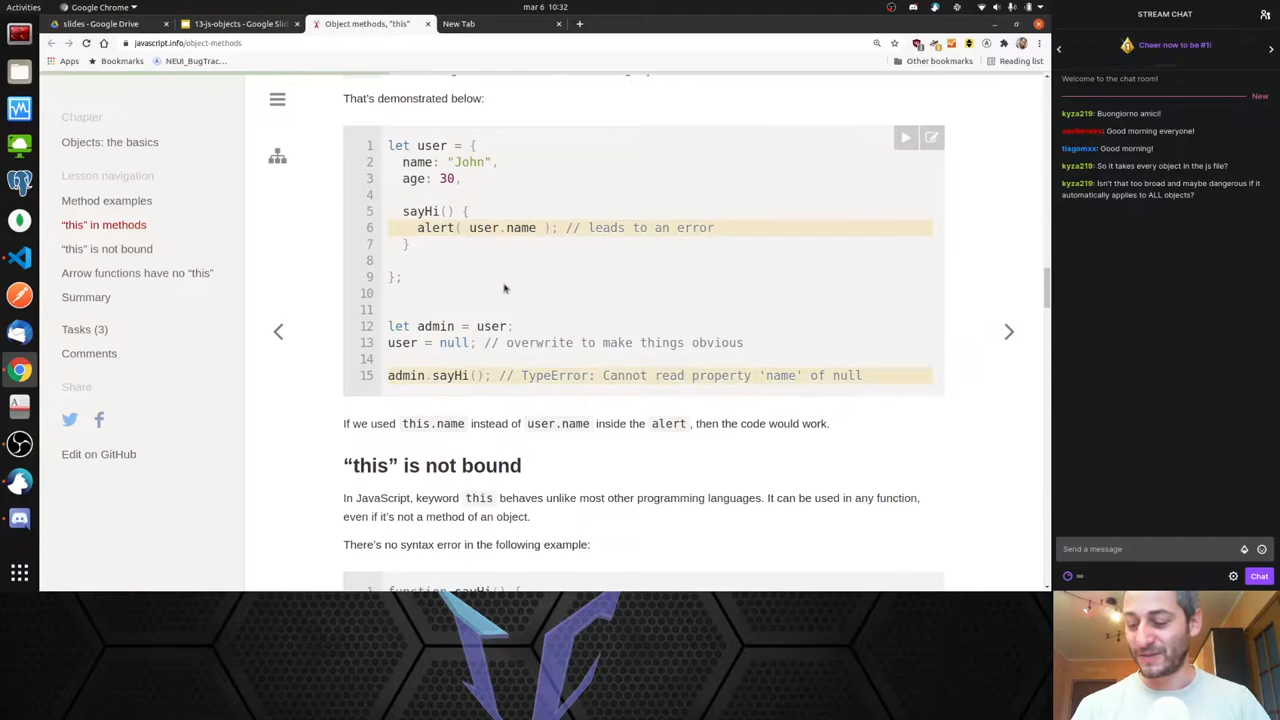 Activities
Google Chrome
mar 6 10:32
slides - Google Drive
13-js-objects - Google Slid
Object methods, "this"
New Tab
javascript.info/object-methods
Apps
Bookmarks
NEUI_BugTrac...
Other bookmarks
Reading list
Chapter
Objects: the basics
Lesson navigation
Method examples
“this” in methods
“this” is not bound
Arrow functions have no “this”
Summary
Tasks (3)
Comments
Share
Edit on GitHub
That’s demonstrated below:
1 let user = {
2 name: "John",
3 age: 30,
4
5 sayHi() {
6 alert( user.name ); // leads to an error
7 }
8
9 };
10
11
12 let admin = user;
13 user = null; // overwrite to make things obvious
14
15 admin.sayHi(); // TypeError: Cannot read property 'name' of null
If we used this.name instead of user.name inside the alert, then the code would work.
“this” is not bound
In JavaScript, keyword this behaves unlike most other programming languages. It can be used in any function,
even if it’s not a method of an object.
There’s no syntax error in the following example:
1 function sayHi() {
STREAM CHAT
Cheer now to be #1!
Welcome to the chat room!
New
kyza219: Buongiorno amici!
Good morning everyone!
tiagomxx: Good morning!
kyza219: So it takes every object in the js file?
kyza219: Isn't that too broad and maybe dangerous if it
automatically applies to ALL objects?
Send a message
∞
Chat